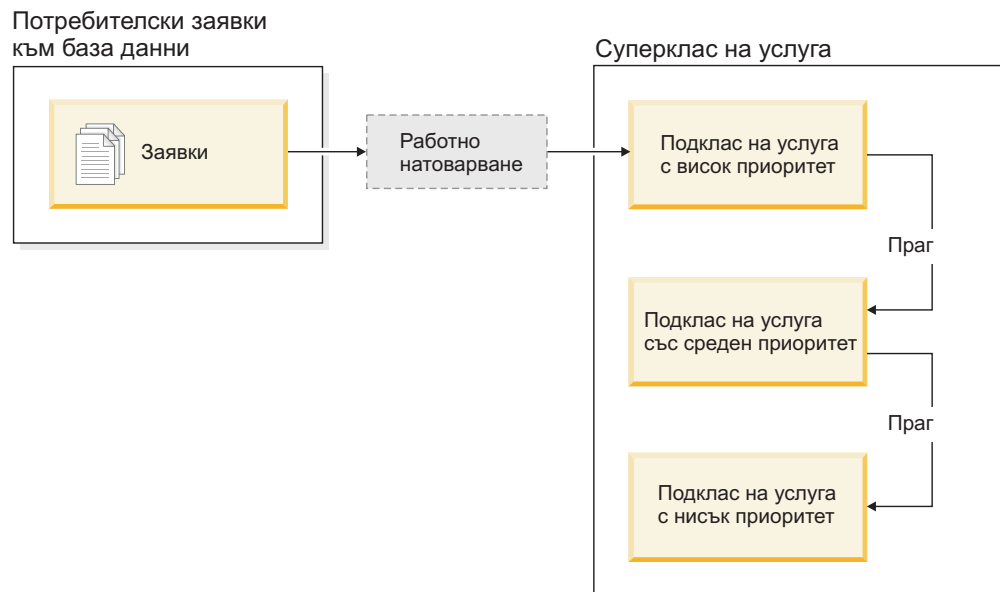 Потребителски заявки
към база данни
Заявки
Работно
натоварване
Суперклас на услуга
Подклас на услуга
с висок приоритет
Праг
Подклас на услуга
със среден приоритет
Праг
Подклас на услуга
с нисък приоритет